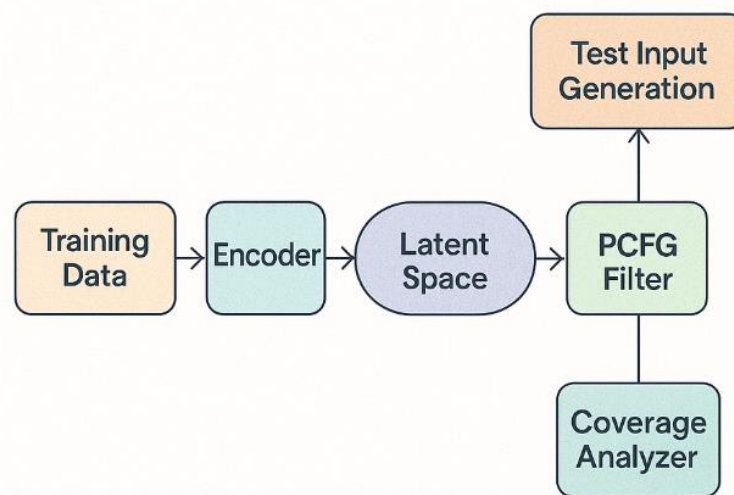 Test Input
Generation
Training
Data
Encoder
Latent
Space
PCFG
Filter
Coverage
Analyzer